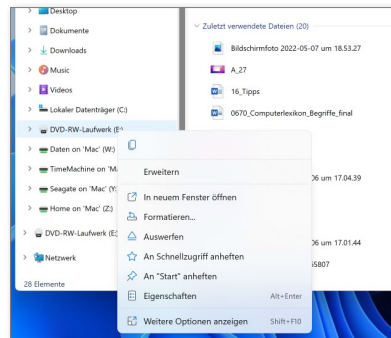 Desktop
Dokumente
Downloads
Music
Videos
Lokaler Datenträger (C:)
DVD-RW-Laufwerk (E:)
Daten on 'Mac' (W:)
TimeMachine on 'M
Seagate on 'Mac' (Y:
Home on 'Mac' (Z:)
DVD-RW-Laufwerk (E:)
Netzwerk
28 Elemente
Zuletzt verwendete Dateien (20)
Bildschirmfoto 2022-05-07 um 18.53.27
A_27
16_Tipps
0670_Computerlexikon_Begriffe_final
06 um 17.04.39
06 um 17.01.44
65807
Erweitern
In neuem Fenster öffnen
Formatieren...
Auswerfen
An Schnellzugriff anheften
An "Start" anheften
Eigenschaften Alt+Enter
Weitere Optionen anzeigen Shift+F10